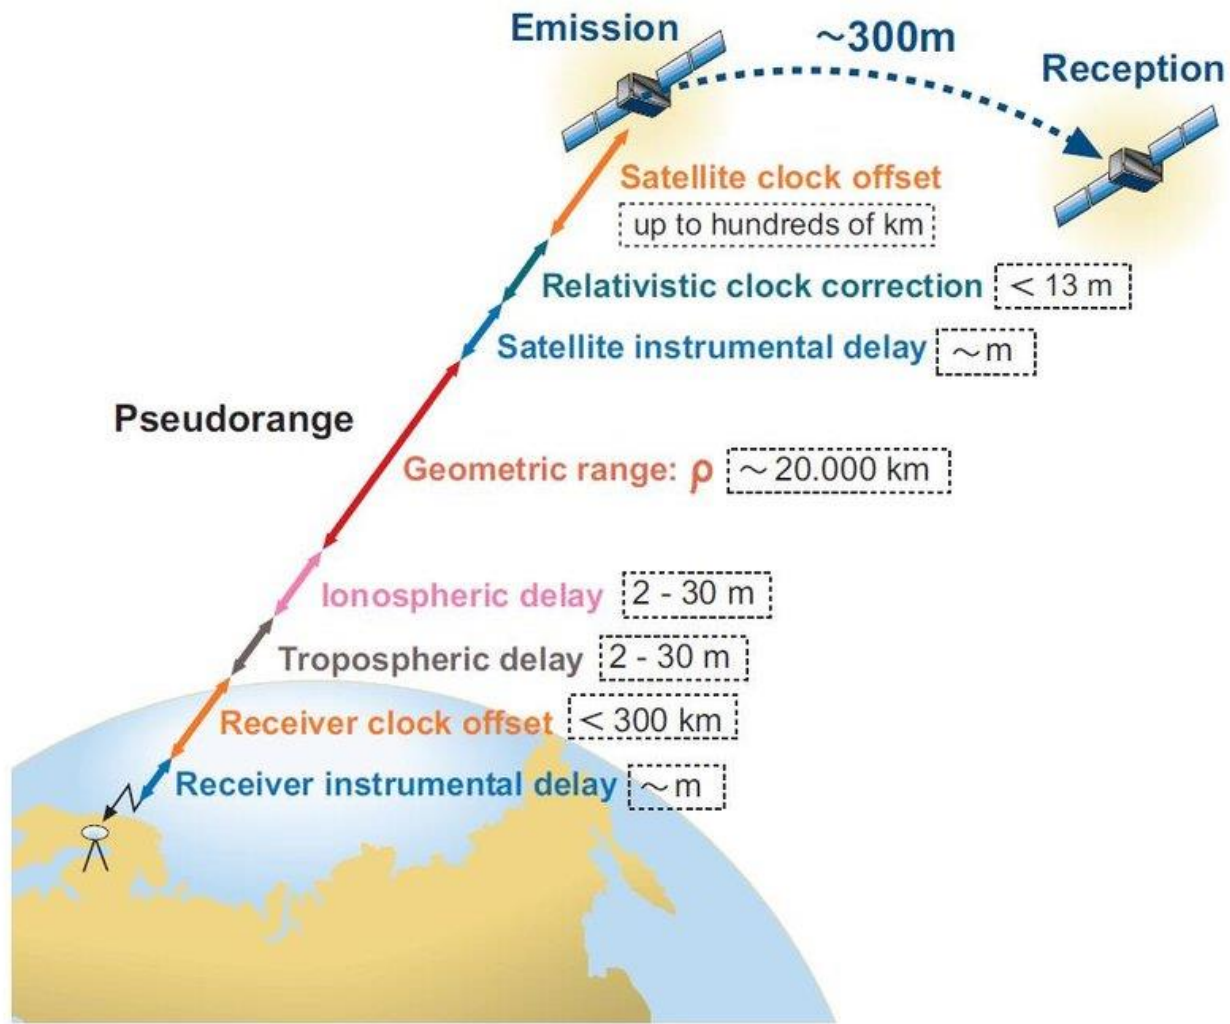 Emission
~300m
Reception
Satellite clock offset
up to hundreds of km
Relativistic clock correction < 13 m
Satellite instrumental delay ~m
Pseudorange
Geometric range: ρ ~ 20.000 km
Ionospheric delay 2 - 30 m
Tropospheric delay 2 - 30 m
Receiver clock offset < 300 km
Receiver instrumental delay ~m